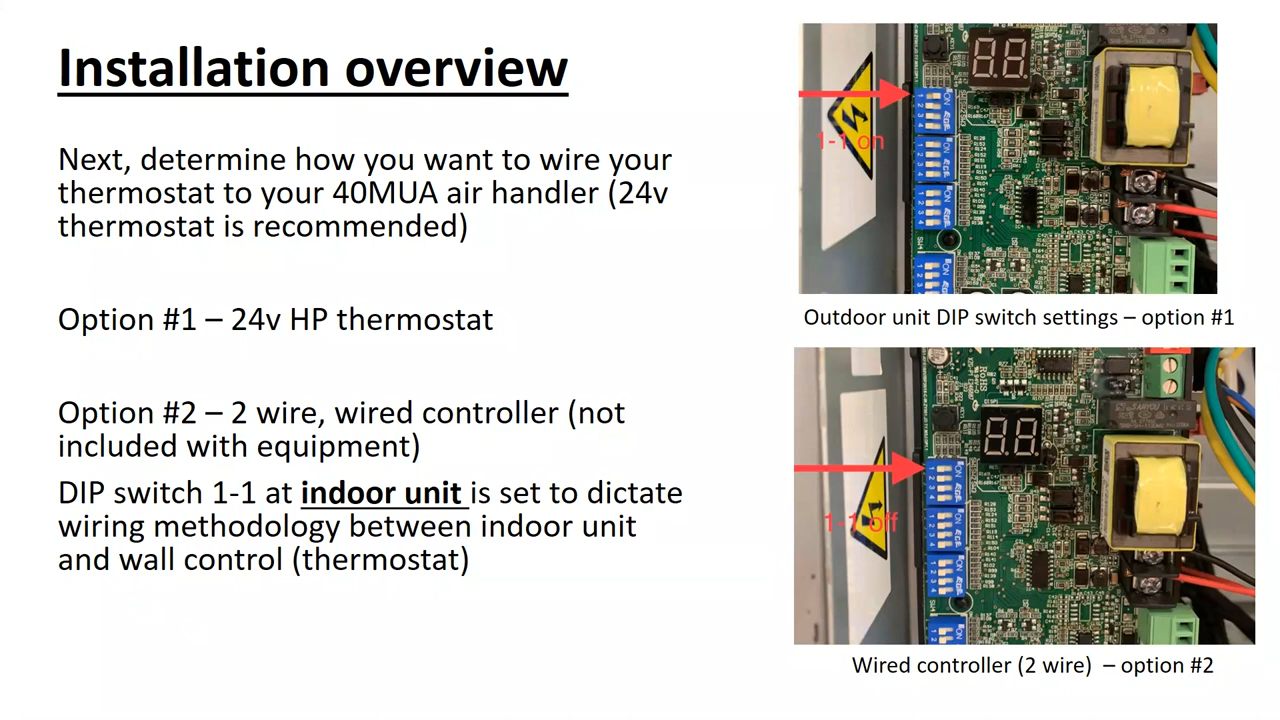 Installation overview
Next, determine how you want to wire your
thermostat to your 40MUA air handler (24v
thermostat is recommended)
Option #1 – 24v HP thermostat
Option #2 – 2 wire, wired controller (not
included with equipment)
DIP switch 1-1 at indoor unit is set to dictate
wiring methodology between indoor unit
and wall control (thermostat)
1-1 on
Outdoor unit DIP switch settings – option #1
1-1 off
Wired controller (2 wire)  – option #2